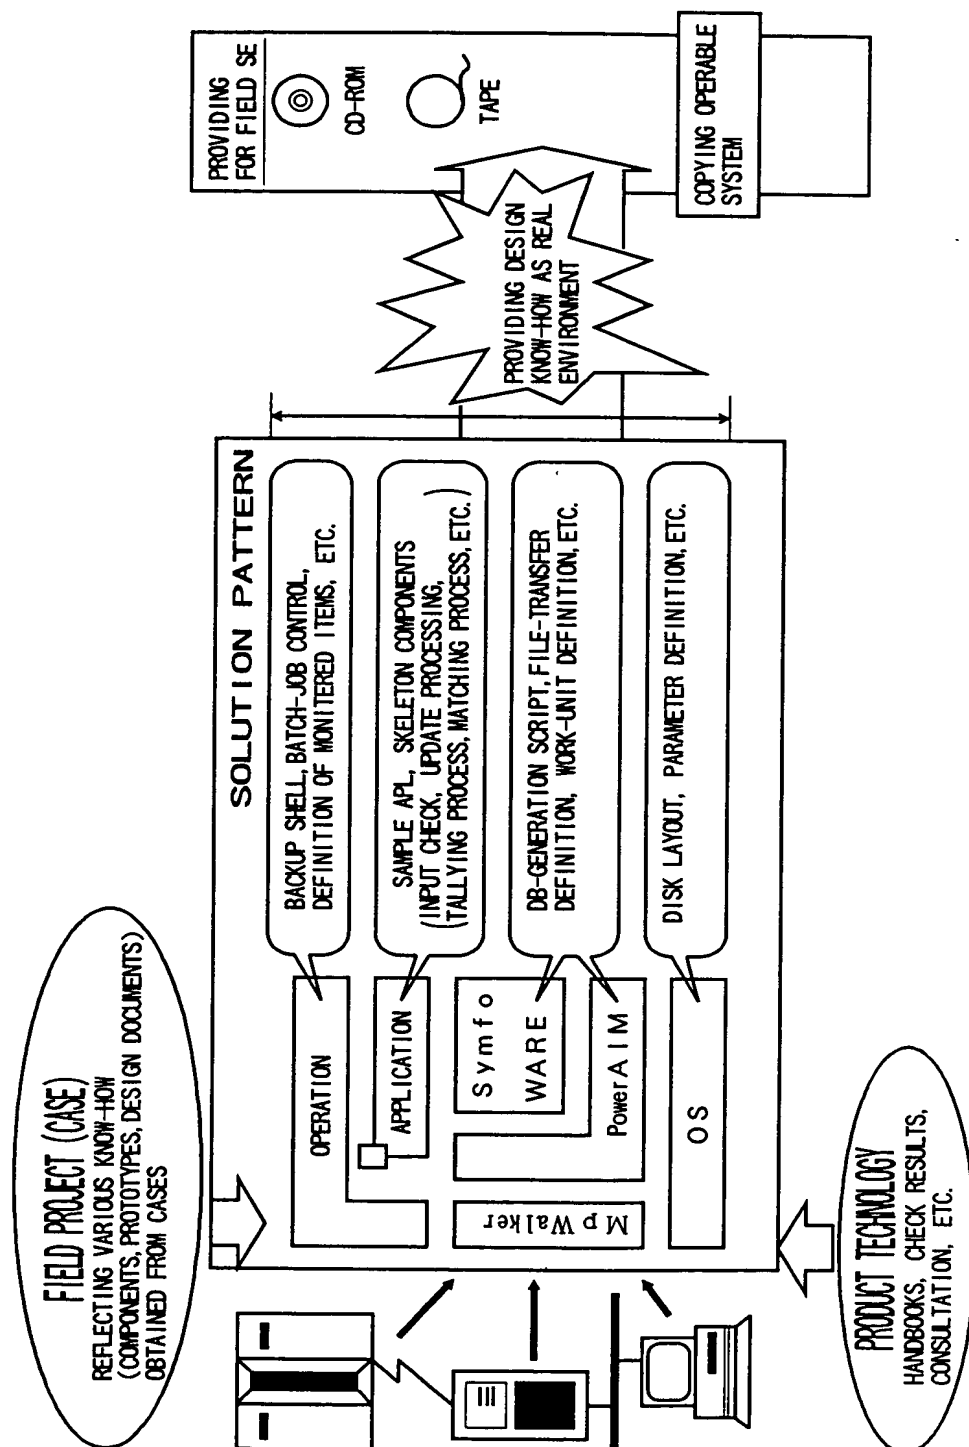 FIELD PROJECT (CASE)
REFLECTING VARIOUS KNOW-HOW
(COMPONENTS, PROTOTYPES, DESIGN DOCUMENTS)
OBTAINED FROM CASES
SOLUTION PATTERN
OPERATION
BACKUP SHELL, BATCH-JOB CONTROL,
DEFINITION OF MONITERED ITEMS, ETC.
APPLICATION
SAMPLE APL, SKELETON COMPONENTS
(INPUT CHECK, UPDATE PROCESSING,
TALLYING PROCESS, MATCHING PROCESS, ETC.)
Mp Walker
Symfo
WARE
PowerAIM
DB-GENERATION SCRIPT, FILE-TRANSFER
DEFINITION, WORK-UNIT DEFINITION, ETC.
OS
DISK LAYOUT, PARAMETER DEFINITION, ETC.
PRODUCT TECHNOLOGY
HANDBOOKS, CHECK RESULTS,
CONSULTATION, ETC.
PROVIDING DESIGN
KNOW-HOW AS REAL
ENVIRONMENT
PROVIDING
FOR FIELD SE
CD-ROM
TAPE
COPYING OPERABLE
SYSTEM